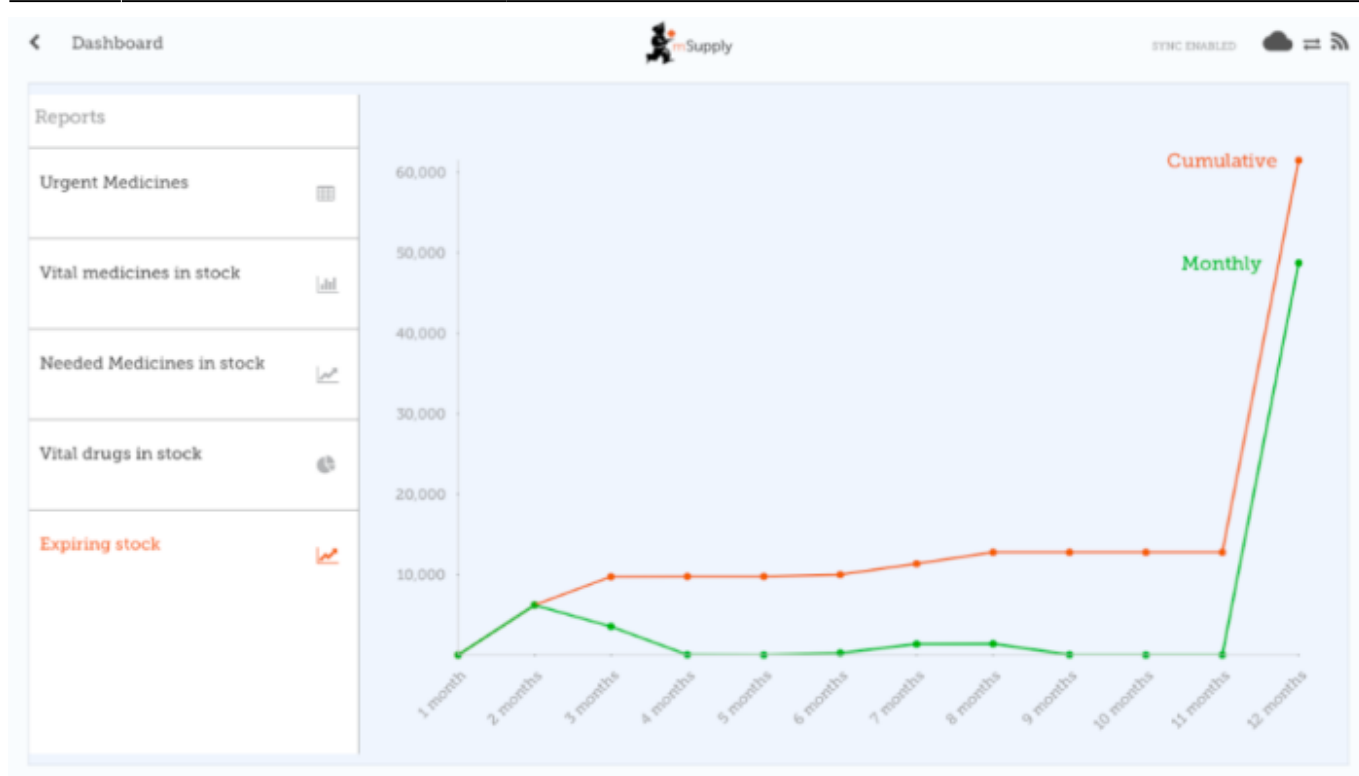 Dashboard
mSupply
SYNC ENABLED
Reports
Urgent Medicines
Vital medicines in stock
Needed Medicines in stock
Vital drugs in stock
Expiring stock
Cumulative
Monthly
60,000
50,000
40,000
30,000
20,000
10,000
1 month
2 months
3 months
4 months
5 months
6 months
7 months
8 months
9 months
10 months
11 months
12 months